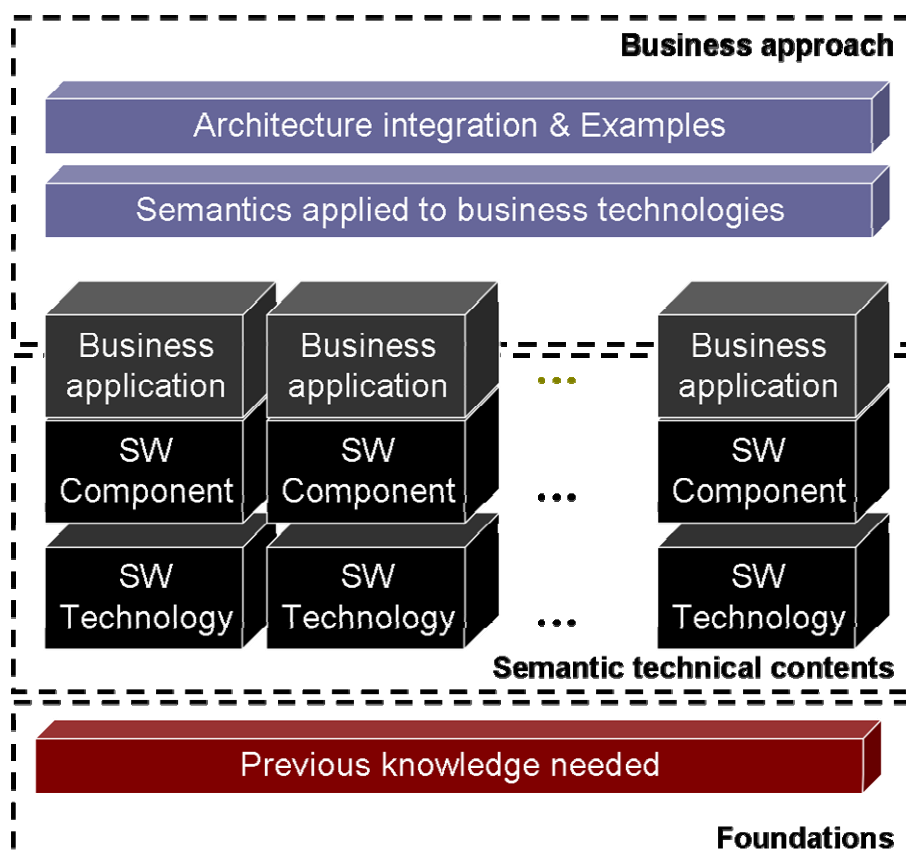 Business approach
Architecture integration & Examples
Semantics applied to business technologies
Business
application
Business
application
...
Business
application
SW
Component
SW
Component
...
SW
Component
SW
Technology
SW
Technology
...
SW
Technology
Semantic technical contents
Previous knowledge needed
Foundations